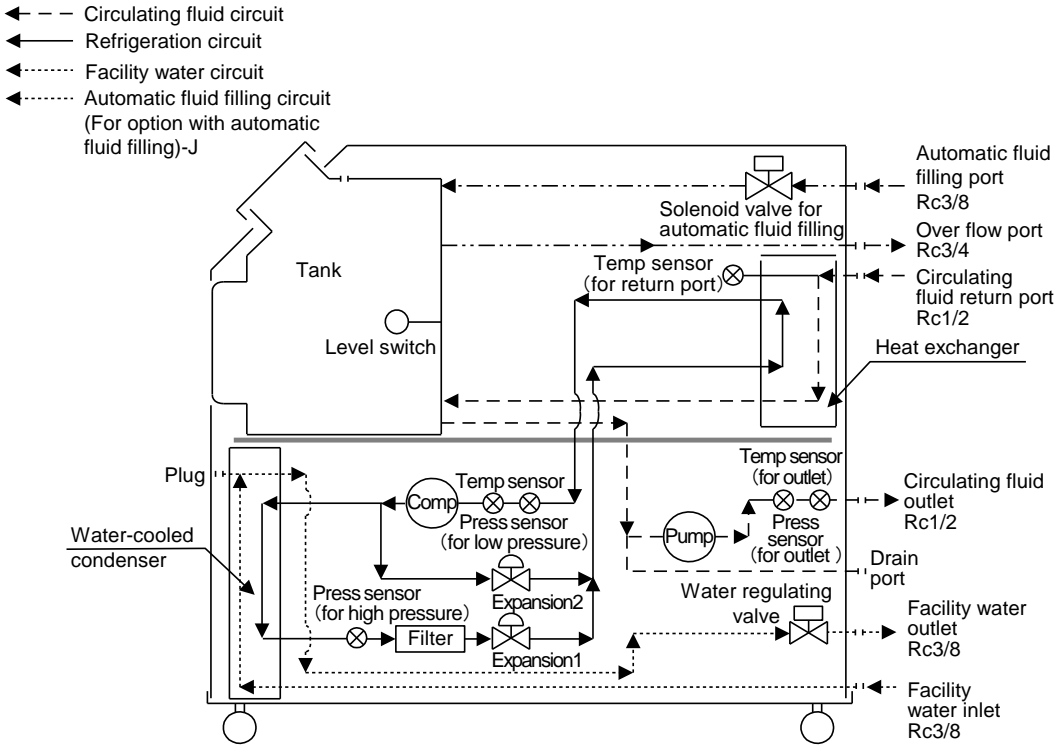 Circulating fluid circuit
Refrigeration circuit
Facility water circuit
Automatic fluid filling circuit
(For option with automatic
fluid filling)-J
Automatic fluid
filling port
Rc3/8
Solenoid valve for
automatic fluid filling
Over flow port
Rc3/4
Tank
Temp sensor
(for return port)
Circulating
fluid return port
Rc1/2
Level switch
Heat exchanger
Plug
Comp
Temp sensor
Press sensor
(for low pressure)
Temp sensor
(for outlet)
Circulating fluid
outlet
Rc1/2
Pump
Press
sensor
(for outlet )
Water-cooled
condenser
Drain
port
Press sensor
(for high pressure)
Expansion2
Water regulating
valve
Facility water
outlet
Rc3/8
Filter
Expansion1
Facility
water inlet
Rc3/8